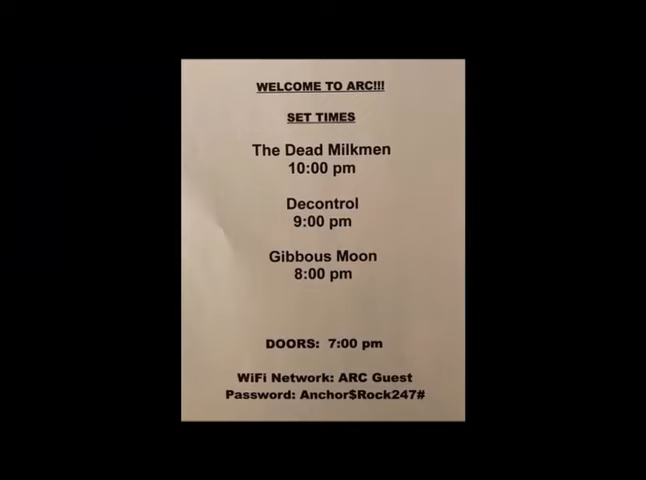 WELCOME TO ARC!!!
SET TIMES
The Dead Milkmen
10:00 pm
Decontrol
9:00 pm
Gibbous Moon
8:00 pm
DOORS: 7:00 pm
WiFi Network: ARC Guest
Password: Anchor$Rock247#